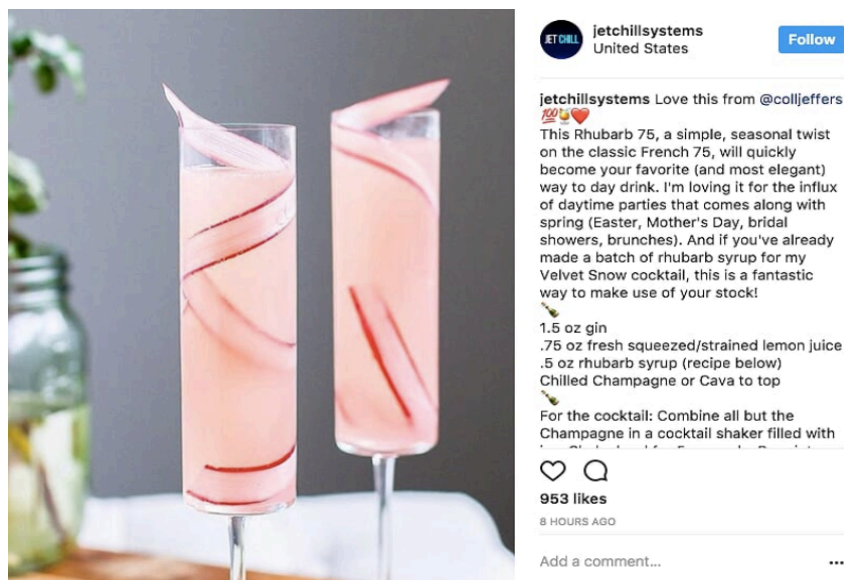 JET CHILL
jetchillsystems
United States
Follow
jetchillsystems Love this from @colljeffers
💯🍹❤️
This Rhubarb 75, a simple, seasonal twist
on the classic French 75, will quickly
become your favorite (and most elegant)
way to day drink. I'm loving it for the influx
of daytime parties that comes along with
spring (Easter, Mother's Day, bridal
showers, brunches). And if you've already
made a batch of rhubarb syrup for my
Velvet Snow cocktail, this is a fantastic
way to make use of your stock!
🍾
1.5 oz gin
.75 oz fresh squeezed/strained lemon juice
.5 oz rhubarb syrup (recipe below)
Chilled Champagne or Cava to top
🍾
For the cocktail: Combine all but the
Champagne in a cocktail shaker filled with
953 likes
8 HOURS AGO
Add a comment...